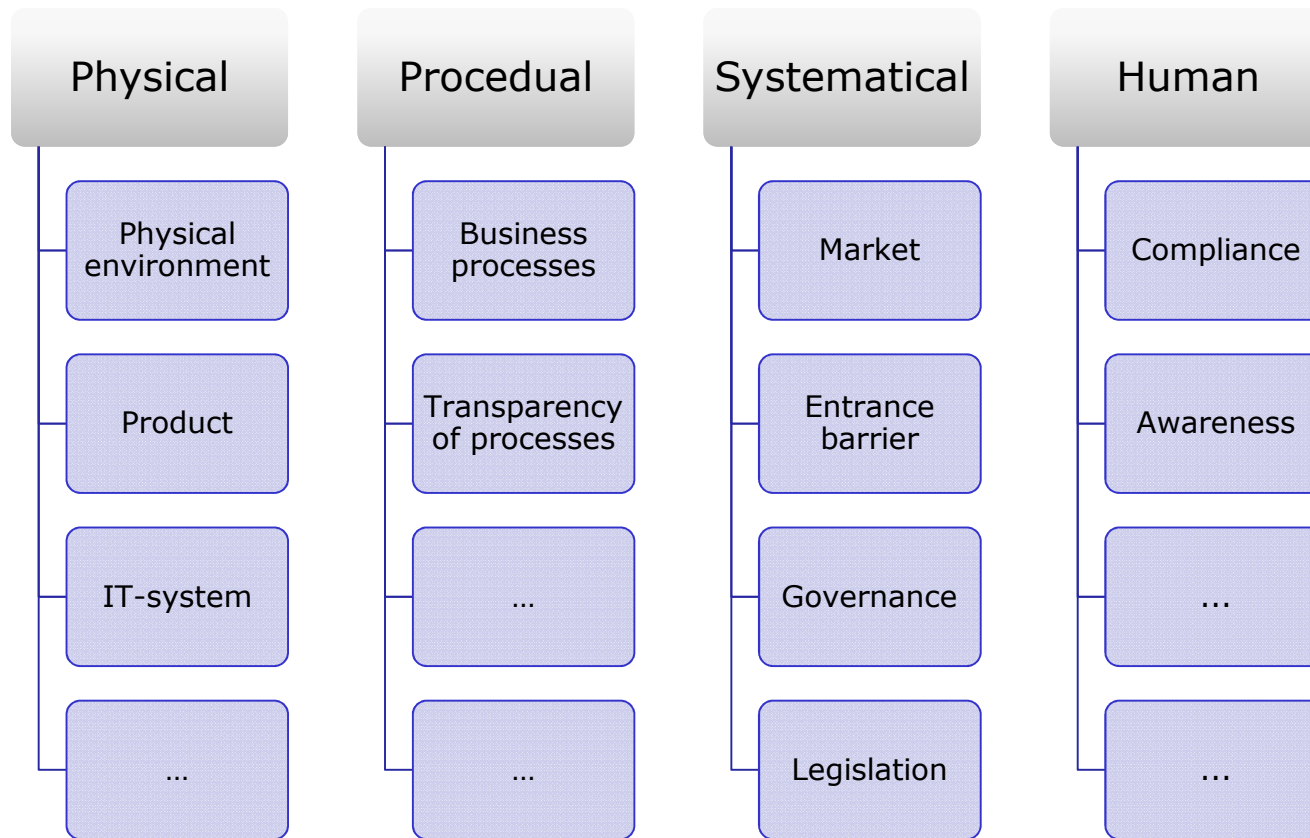 Physical
Physical
environment
Product
IT-system
...
Procedual
Business
processes
Transparency
of processes
...
...
Systematical
Market
Entrance
barrier
Governance
Legislation
Human
Compliance
Awareness
...
...